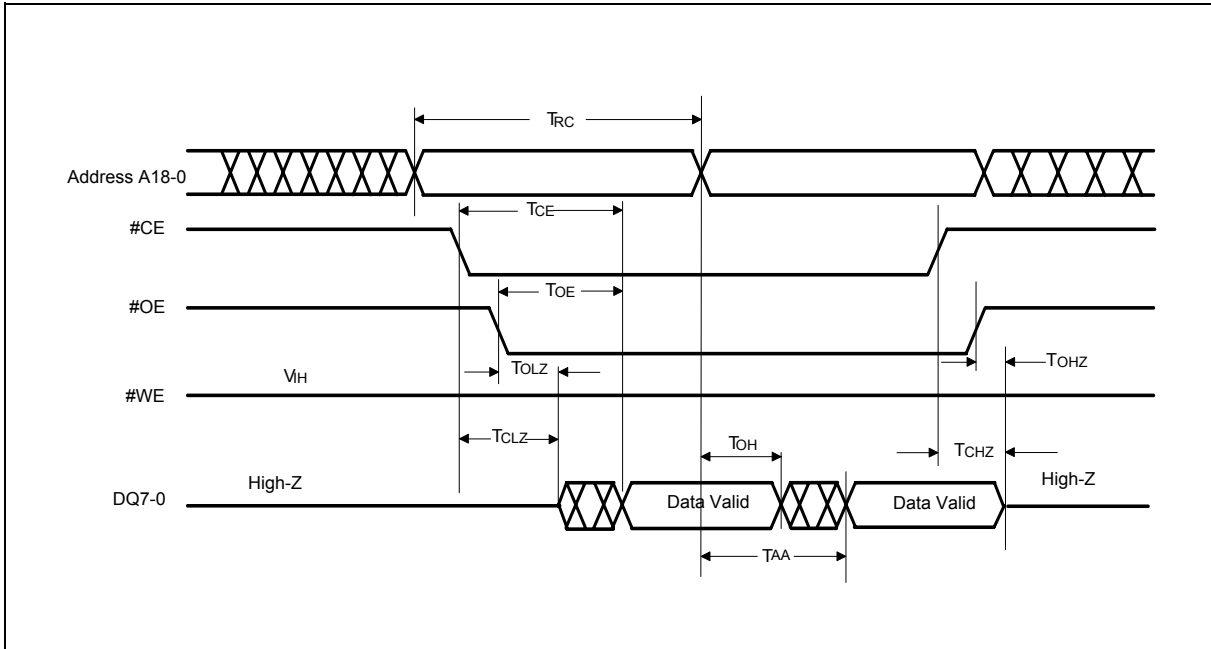 TRC
Address A18-0
TCE
#CE
TOE
#OE
TOLZ
TOHZ
VIH
#WE
TCLZ
TOH
TCHZ
High-Z
High-Z
DQ7-0
Data Valid
Data Valid
TAA